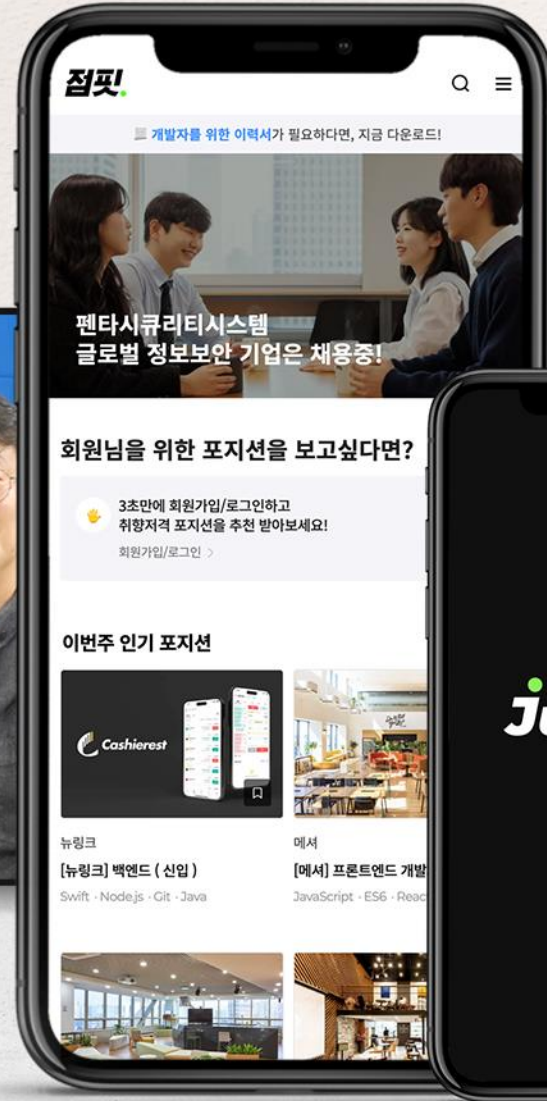 점핏.
개발자를 위한 이력서가 필요하다면, 지금 다운로드!
펜타시큐리티시스템
글로벌 정보보안 기업은 채용중!
회원님을 위한 포지션을 보고싶다면?
3초만에 회원가입/로그인하고
취향저격 포지션을 추천 받아보세요!
회원가입/로그인 >
이번주 인기 포지션
Cashierest
뉴링크
[뉴링크] 백엔드 ( 신입 )
Swift · Node.js · Git · Java
메셔
[메셔] 프론트엔드 개발
JavaScript · ES6 · Reac
Ju